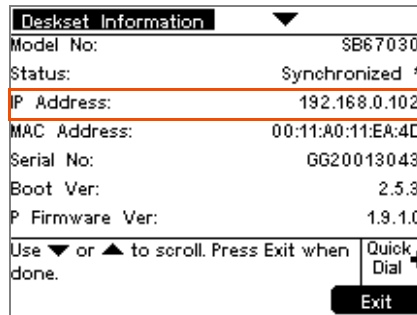 Deskset Information
Model No: SB67030
Status: Synchronized
IP Address: 192.168.0.102
MAC Address: 00:11:A0:11:EA:4D
Serial No: GG20013043
Boot Ver: 2.5.3
P Firmware Ver: 1.9.1.0
Use ▼ or ▲ to scroll. Press Exit when done.
Quick Dial
Exit